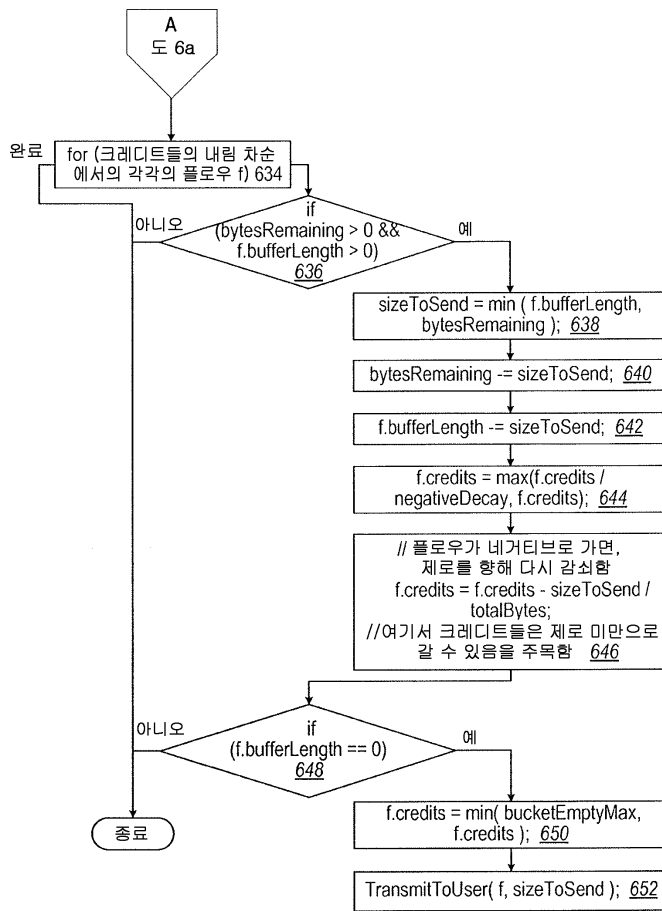 A
도 6a
완료
for (크레디트들의 내림 차순
에서의 각각의 플로우 f) 634
아니오
if
(bytesRemaining > 0 &&
f.bufferLength > 0)
636
예
sizeToSend = min ( f.bufferLength,
bytesRemaining ); 638
bytesRemaining -= sizeToSend; 640
f.bufferLength -= sizeToSend; 642
f.credits = max(f.credits /
negativeDecay, f.credits); 644
// 플로우가 네거티브로 가면,
제로를 향해 다시 감쇠함
f.credits = f.credits - sizeToSend /
totalBytes;
//여기서 크레디트들은 제로 미만으로
갈 수 있음을 주목함 646
아니오
if
(f.bufferLength == 0)
648
예
f.credits = min( bucketEmptyMax,
f.credits ); 650
TransmitToUser( f, sizeToSend ); 652
종료